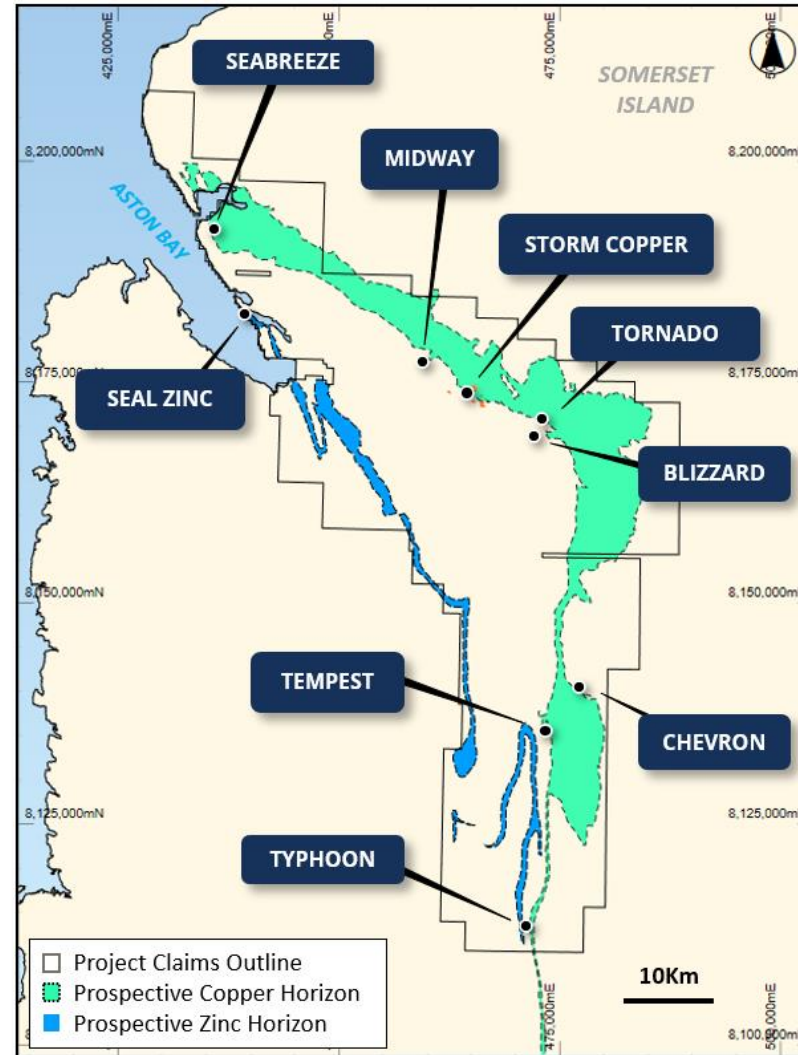 425,000mE
475,000mE
SEABREEZE
SOMERSET
ISLAND
8,200,000mN
8,200,000mN
MIDWAY
ASTON BAY
STORM COPPER
TORNADO
8,175,000mN
8,175,000mN
SEAL ZINC
BLIZZARD
8,150,000mN
8,150,000mN
TEMPEST
CHEVRON
8,125,000mN
8,125,000mN
TYPHOON
Project Claims Outline
Prospective Copper Horizon
Prospective Zinc Horizon
10Km
475,000mE
8,100,000mN